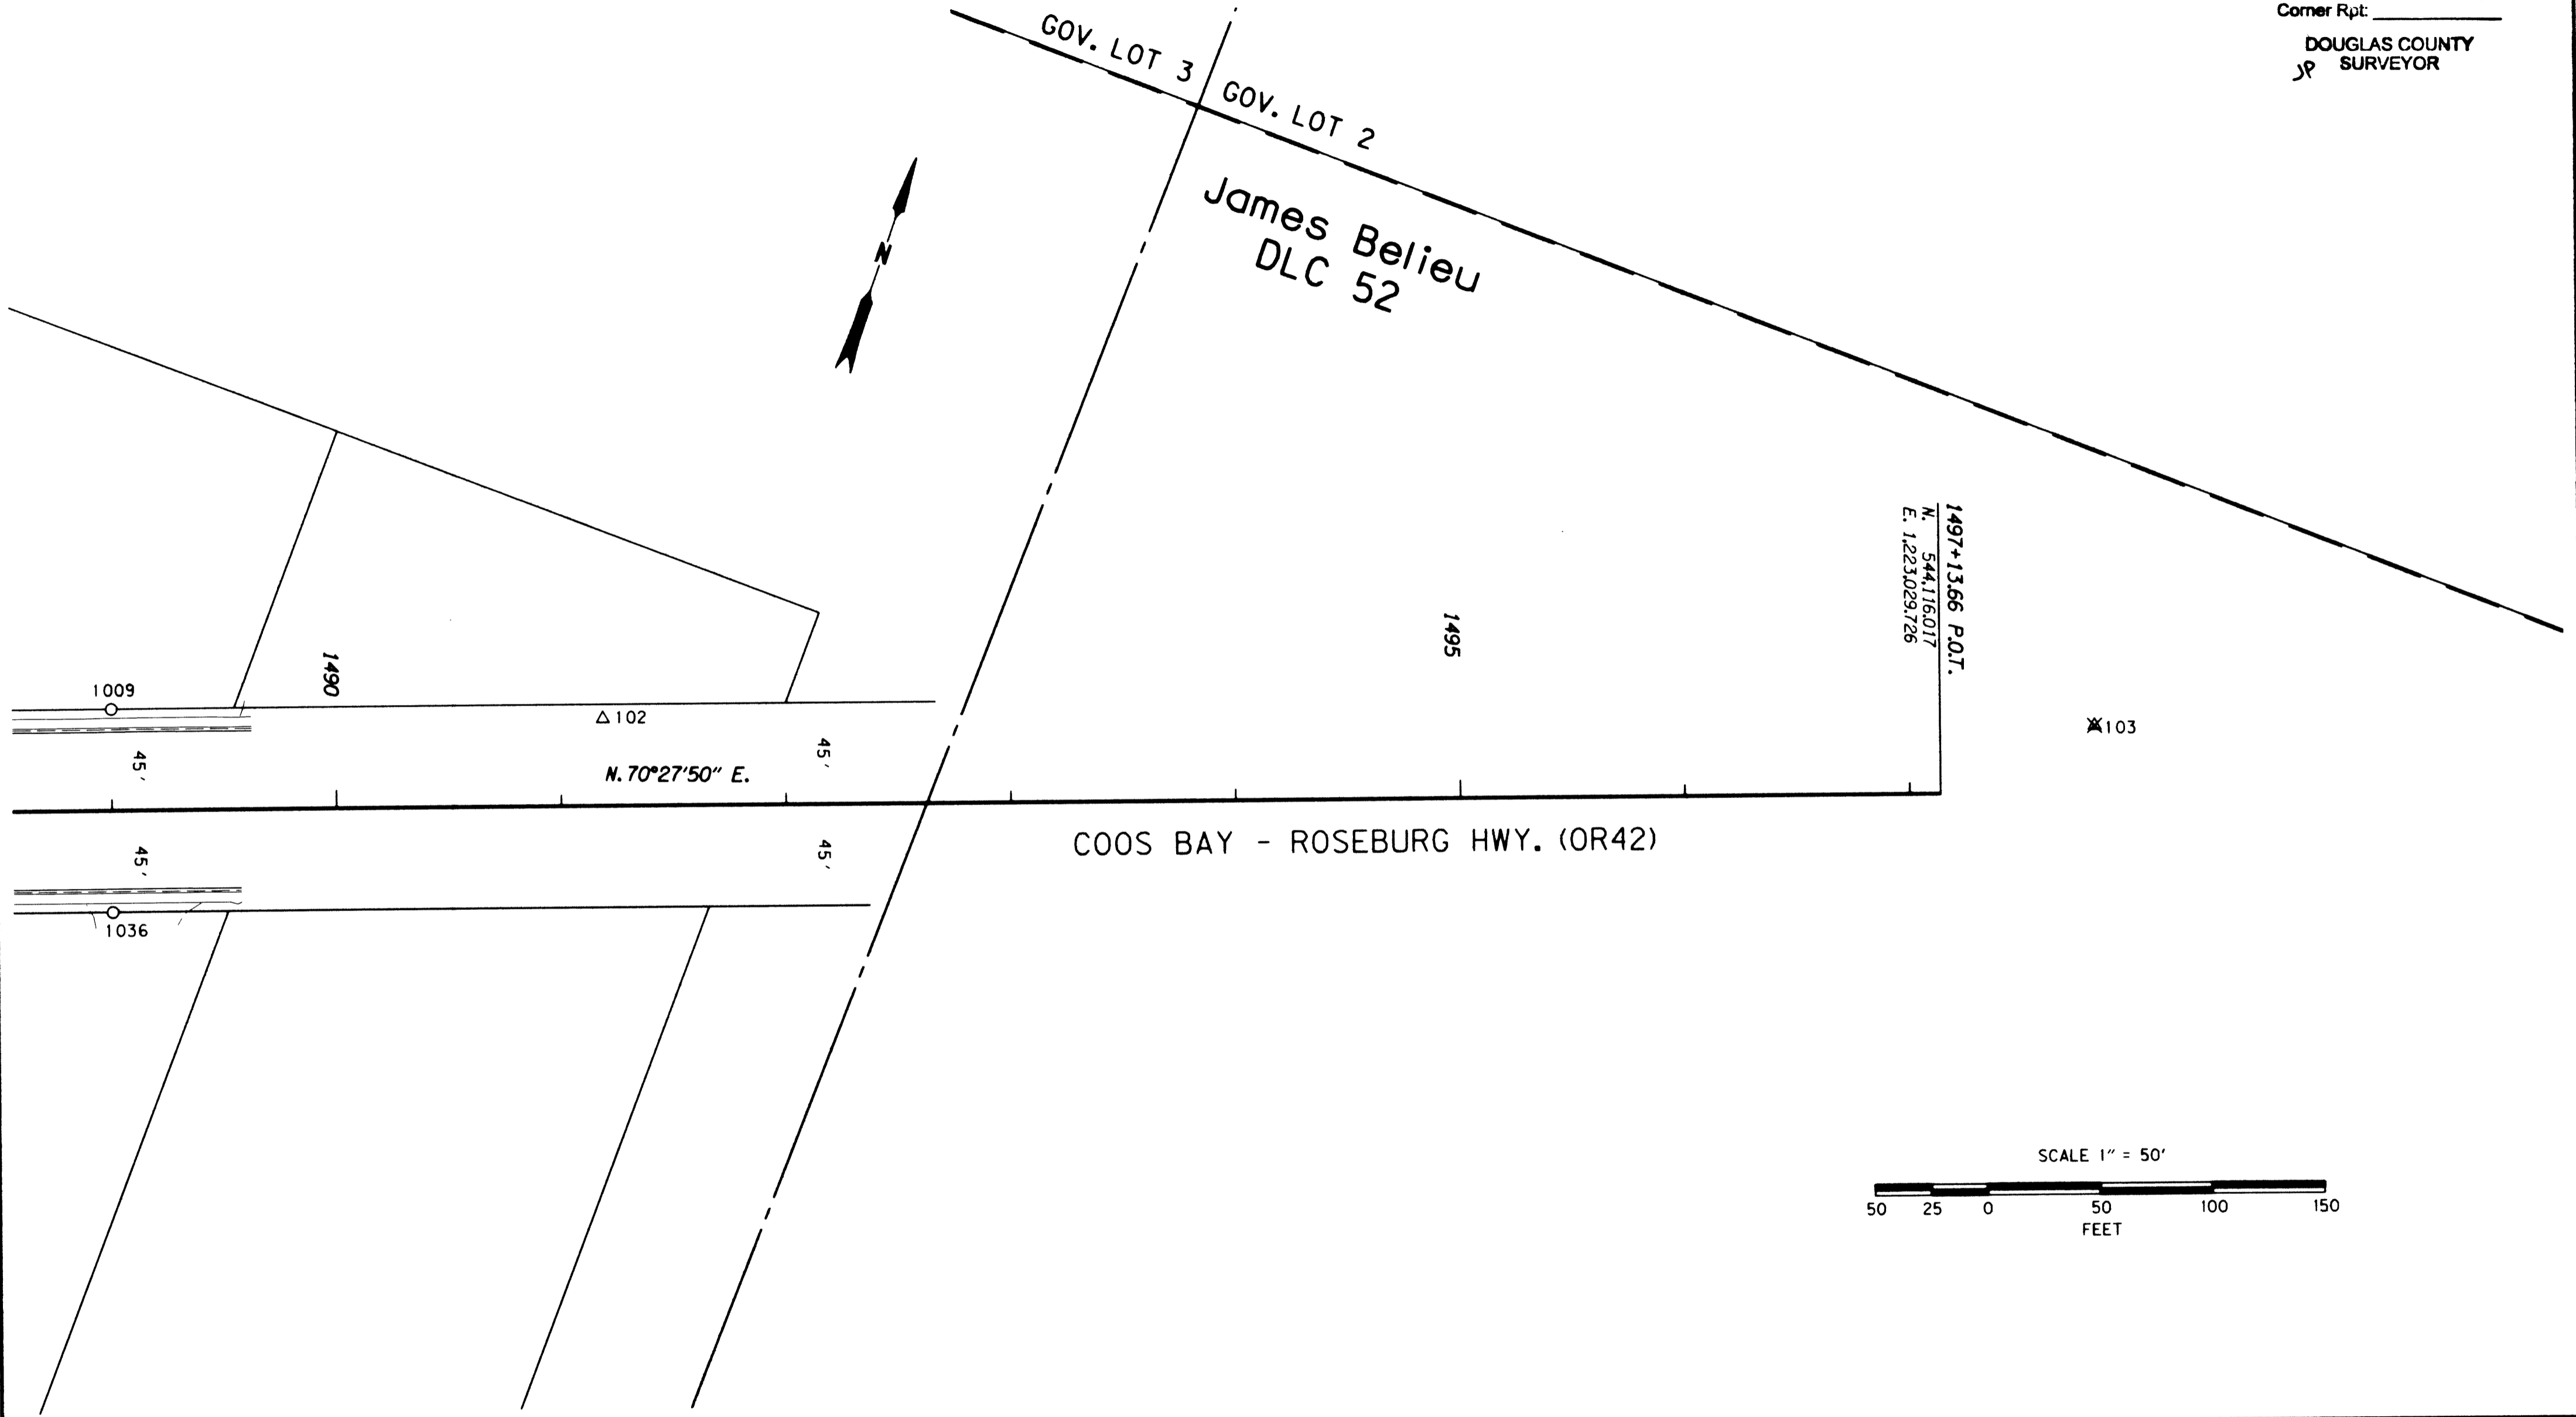 Corner Rpt:
DOUGLAS COUNTY
JP SURVEYOR
GOV. LOT 3
GOV. LOT 2
James Belieu
DLC 52
N
1497+13.66 P.O.T.
N. 544,116.017
E. 1,223,029.726
1490
1495
1009
102
103
45'
45'
N. 70°27'50" E.
COOS BAY - ROSEBURG HWY. (OR42)
45'
45'
1036
SCALE 1" = 50'
50 25 0 50 100 150
FEET